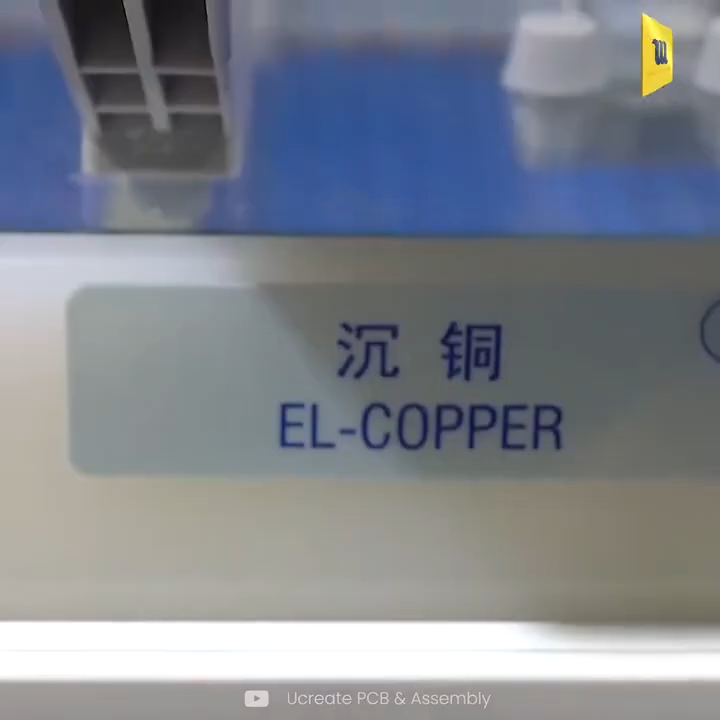 沉 铜
EL-COPPER
Ucreate PCB & Assembly